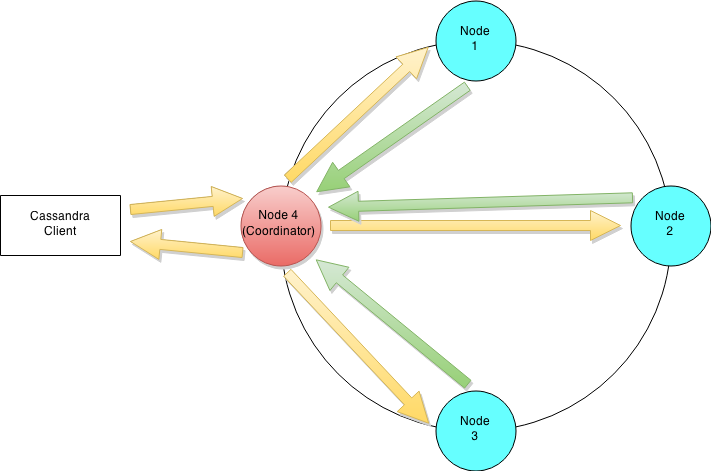 Node
1
Cassandra
Client
Node 4
(Coordinator)
Node
2
Node
3